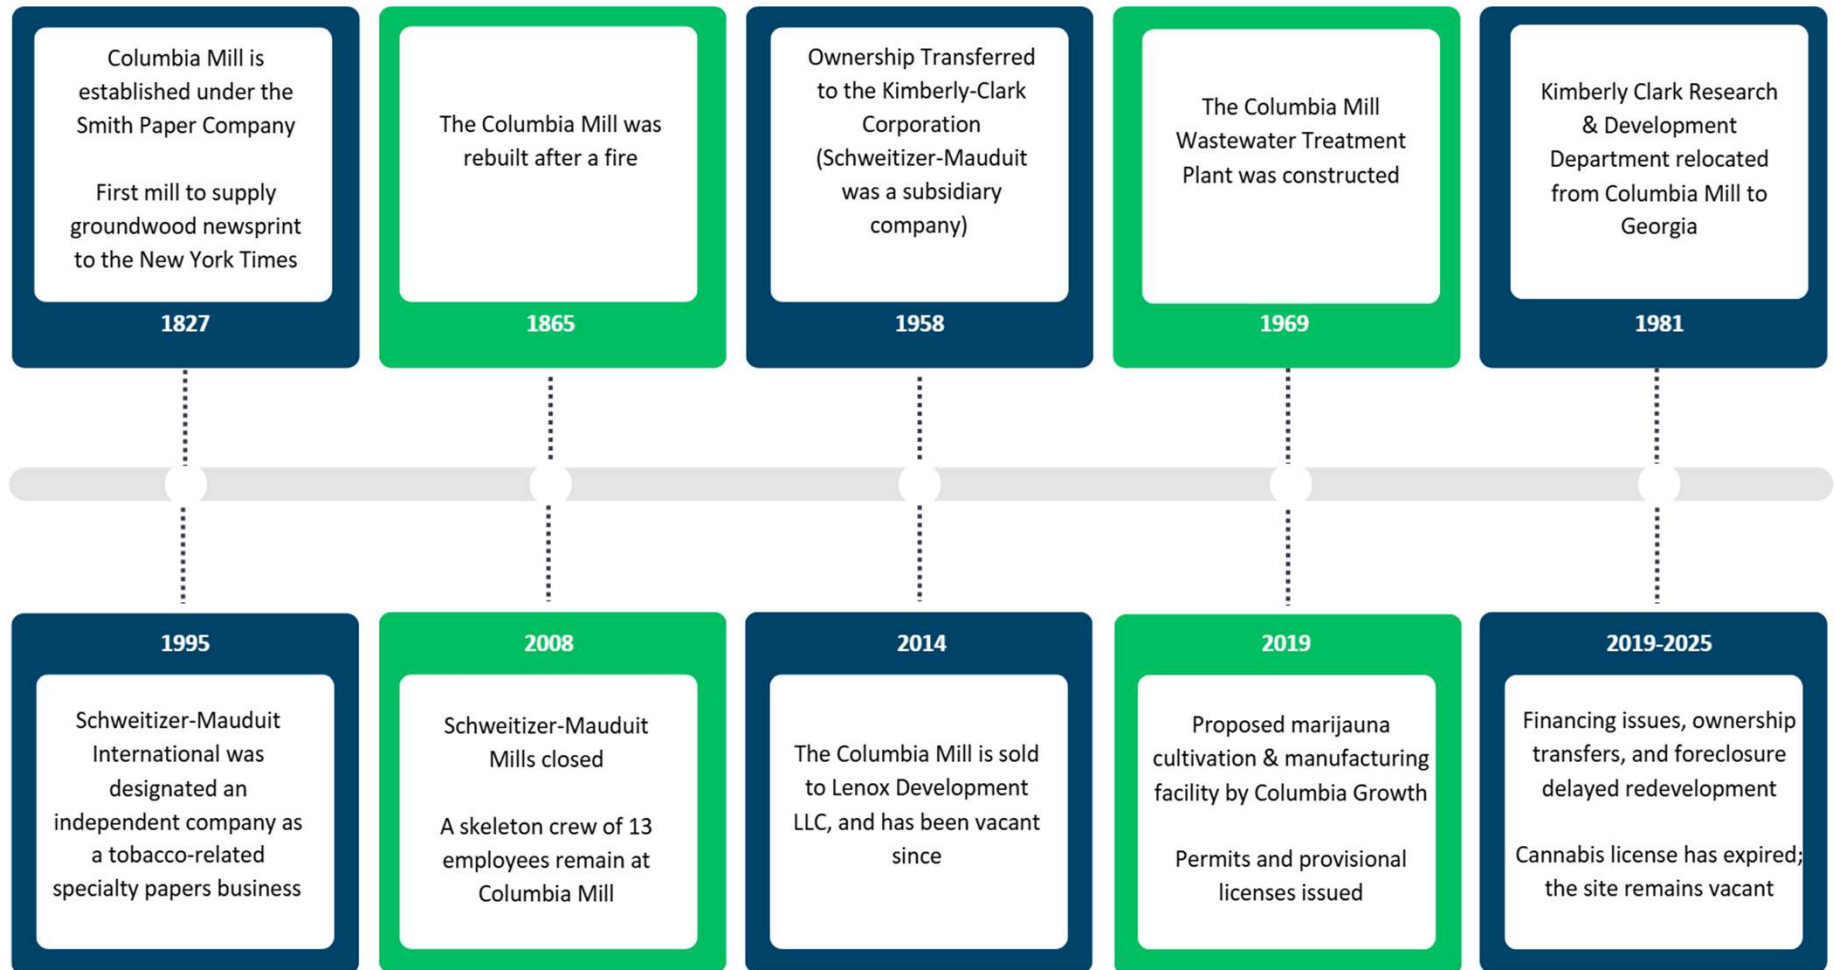 Columbia Mill is
established under the
Smith Paper Company
First mill to supply
groundwood newsprint
to the New York Times
1827
The Columbia Mill was
rebuilt after a fire
1865
Ownership Transferred
to the Kimberly-Clark
Corporation
(Schweitzer-Mauduit
was a subsidiary
company)
1958
The Columbia Mill
Wastewater Treatment
Plant was constructed
1969
Kimberly Clark Research
& Development
Department relocated
from Columbia Mill to
Georgia
1981
1995
Schweitzer-Mauduit
International was
designated an
independent company as
a tobacco-related
specialty papers business
2008
Schweitzer-Mauduit
Mills closed
A skeleton crew of 13
employees remain at
Columbia Mill
2014
The Columbia Mill is sold
to Lenox Development
LLC, and has been vacant
since
2019
Proposed marijauna
cultivation & manufacturing
facility by Columbia Growth
Permits and provisional
licenses issued
2019-2025
Financing issues, ownership
transfers, and foreclosure
delayed redevelopment
Cannabis license has expired;
the site remains vacant